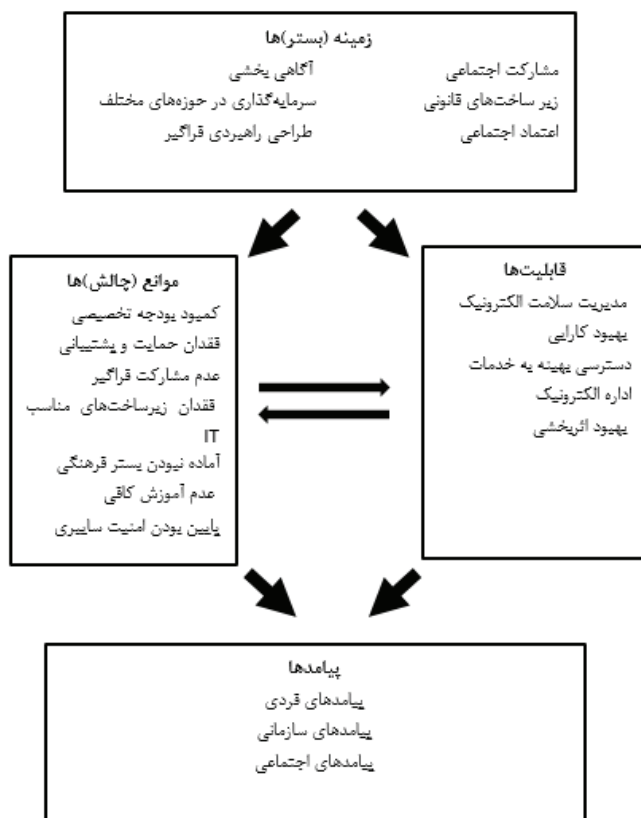 زمینه (بستر)ها
مشارکت اجتماعی
آگاهی بخشی
زیر ساخت‌های قانونی
سرمایه‌گذاری در حوزه‌های مختلف
اعتماد اجتماعی
طراحی راهبردی فراگیر
قابلیت‌ها
مدیریت سلامت الکترونیک
بهبود کارایی
دسترسی بهینه به خدمات
اداره الکترونیک
بهبود اثربخشی
موانع (چالش)ها
کمبود بودجه تخصصی
فقدان حمایت و پشتیبانی
عدم مشارکت فراگیر
فقدان زیرساخت‌های مناسب
IT
آماده نبودن بستر فرهنگی
عدم آموزش کافی
پایین بودن امنیت سایبری
پیامدها
پیامدهای فردی
پیامدهای سازمانی
پیامدهای اجتماعی